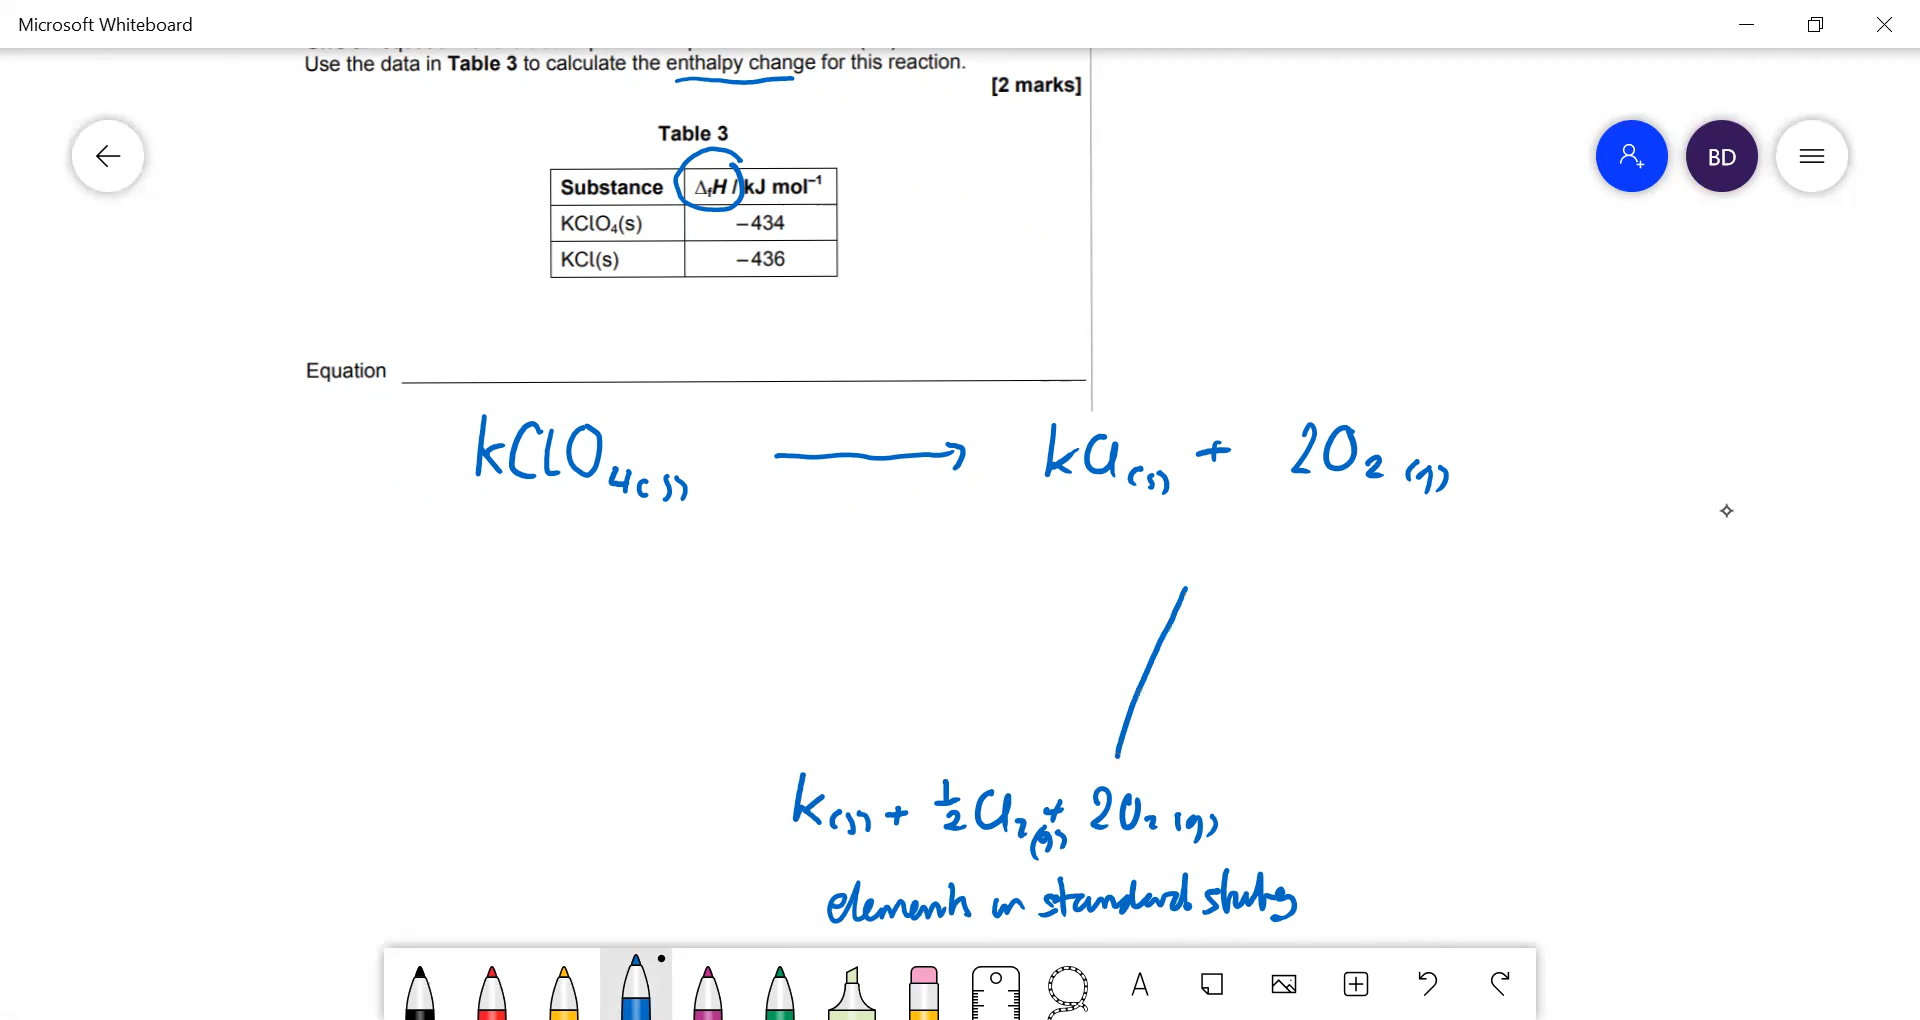 Microsoft Whiteboard
Use the data in Table 3 to calculate the enthalpy change for this reaction.
[2 marks]
Table 3
Substance ΔfH / kJ mol⁻¹
KClO₄(s) −434
KCl(s) −436
BD
Equation
KClO₄(s) → KCl(s) + 2O₂(g)
K(s) + ½Cl₂(g) + 2O₂(g)
elements in standard states
A